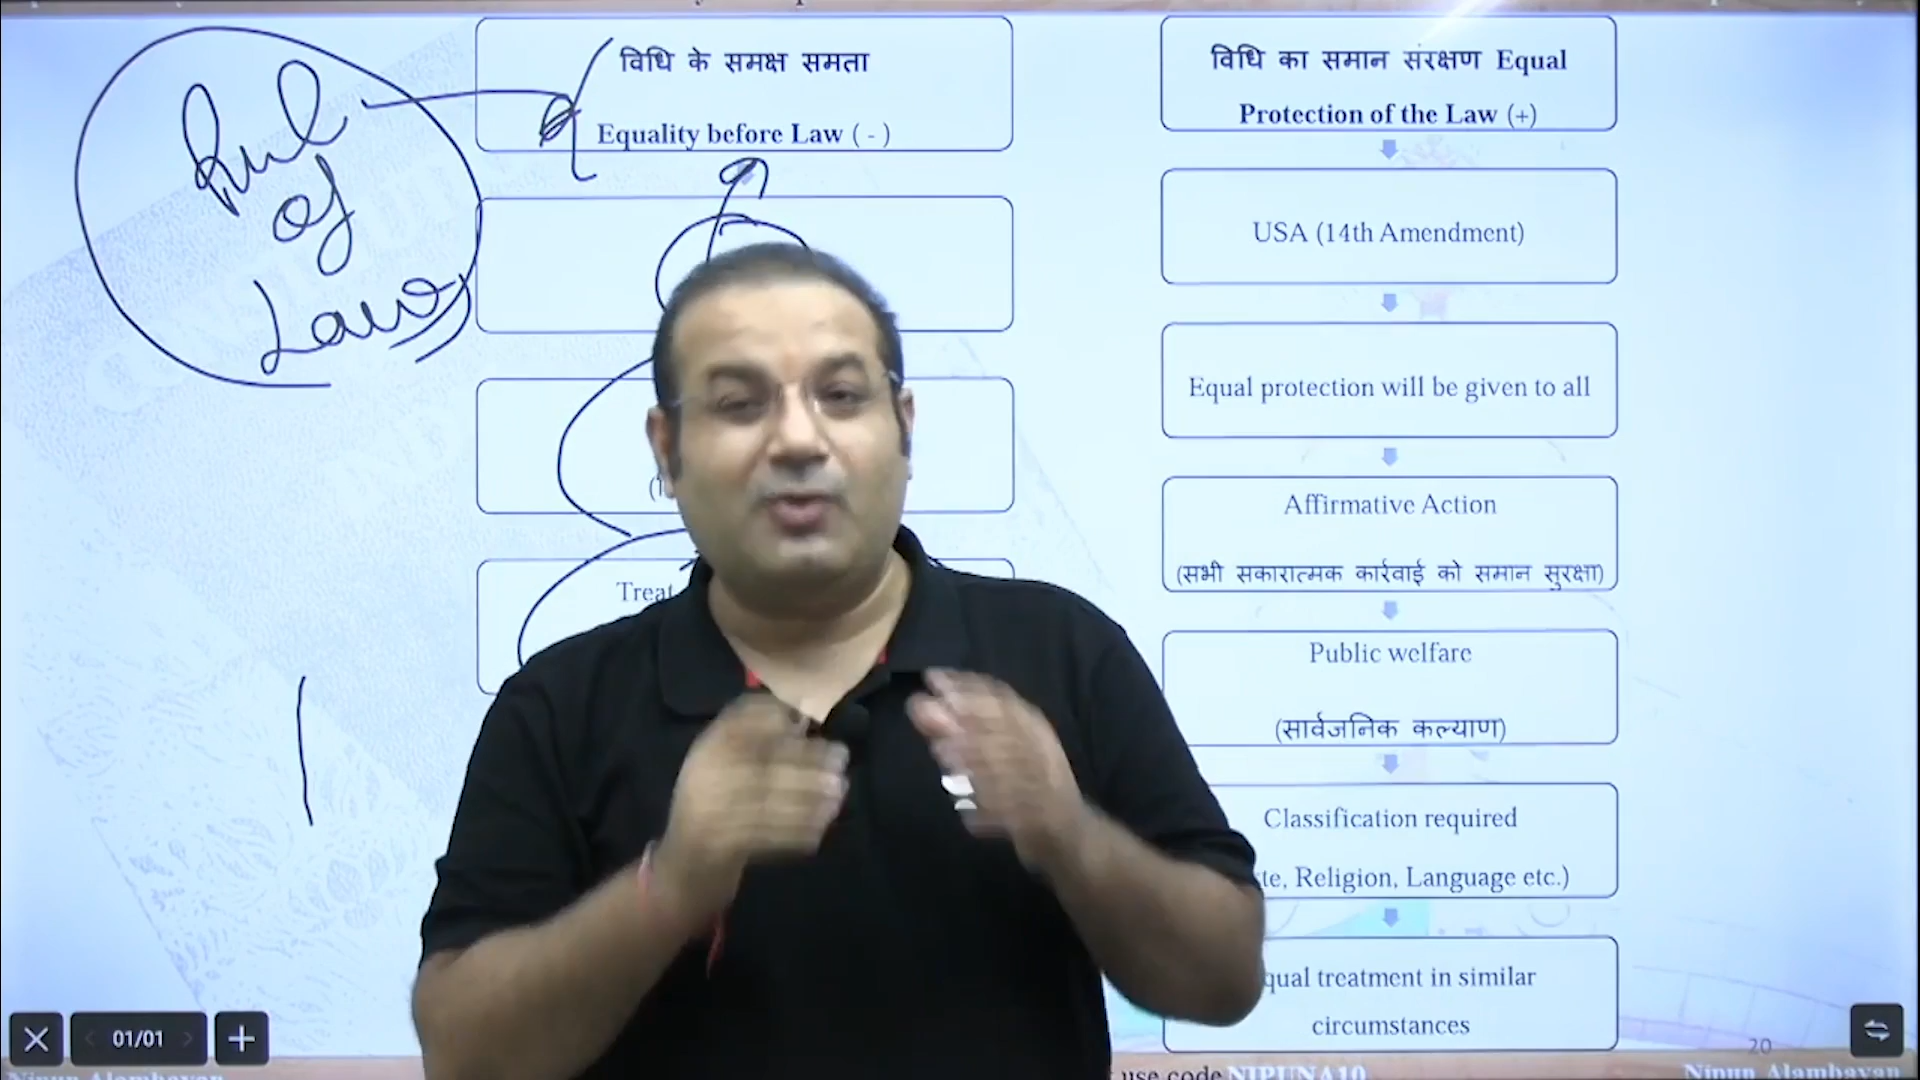 Rule
of
Law
विधि के समक्ष समता
Equality before Law ( - )
Treat
विधि का समान संरक्षण Equal
Protection of the Law (+)
USA (14th Amendment)
Equal protection will be given to all
Affirmative Action
(सभी सकारात्मक कार्रवाई को समान सुरक्षा)
Public welfare
(सार्वजनिक कल्याण)
Classification required
Religion, Language etc.)
treatment in similar
circumstances
01/01
20
Nipun Alambayan
use code NIPUNA10
Nipun Alambayan